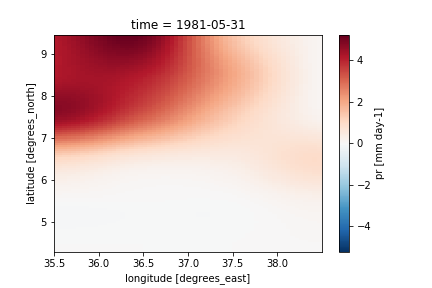 time = 1981-05-31
9
8
7
6
5
latitude [degrees_north]
35.5 36.0 36.5 37.0 37.5 38.0
longitude [degrees_east]
4
2
0
−2
−4
pr [mm day-1]